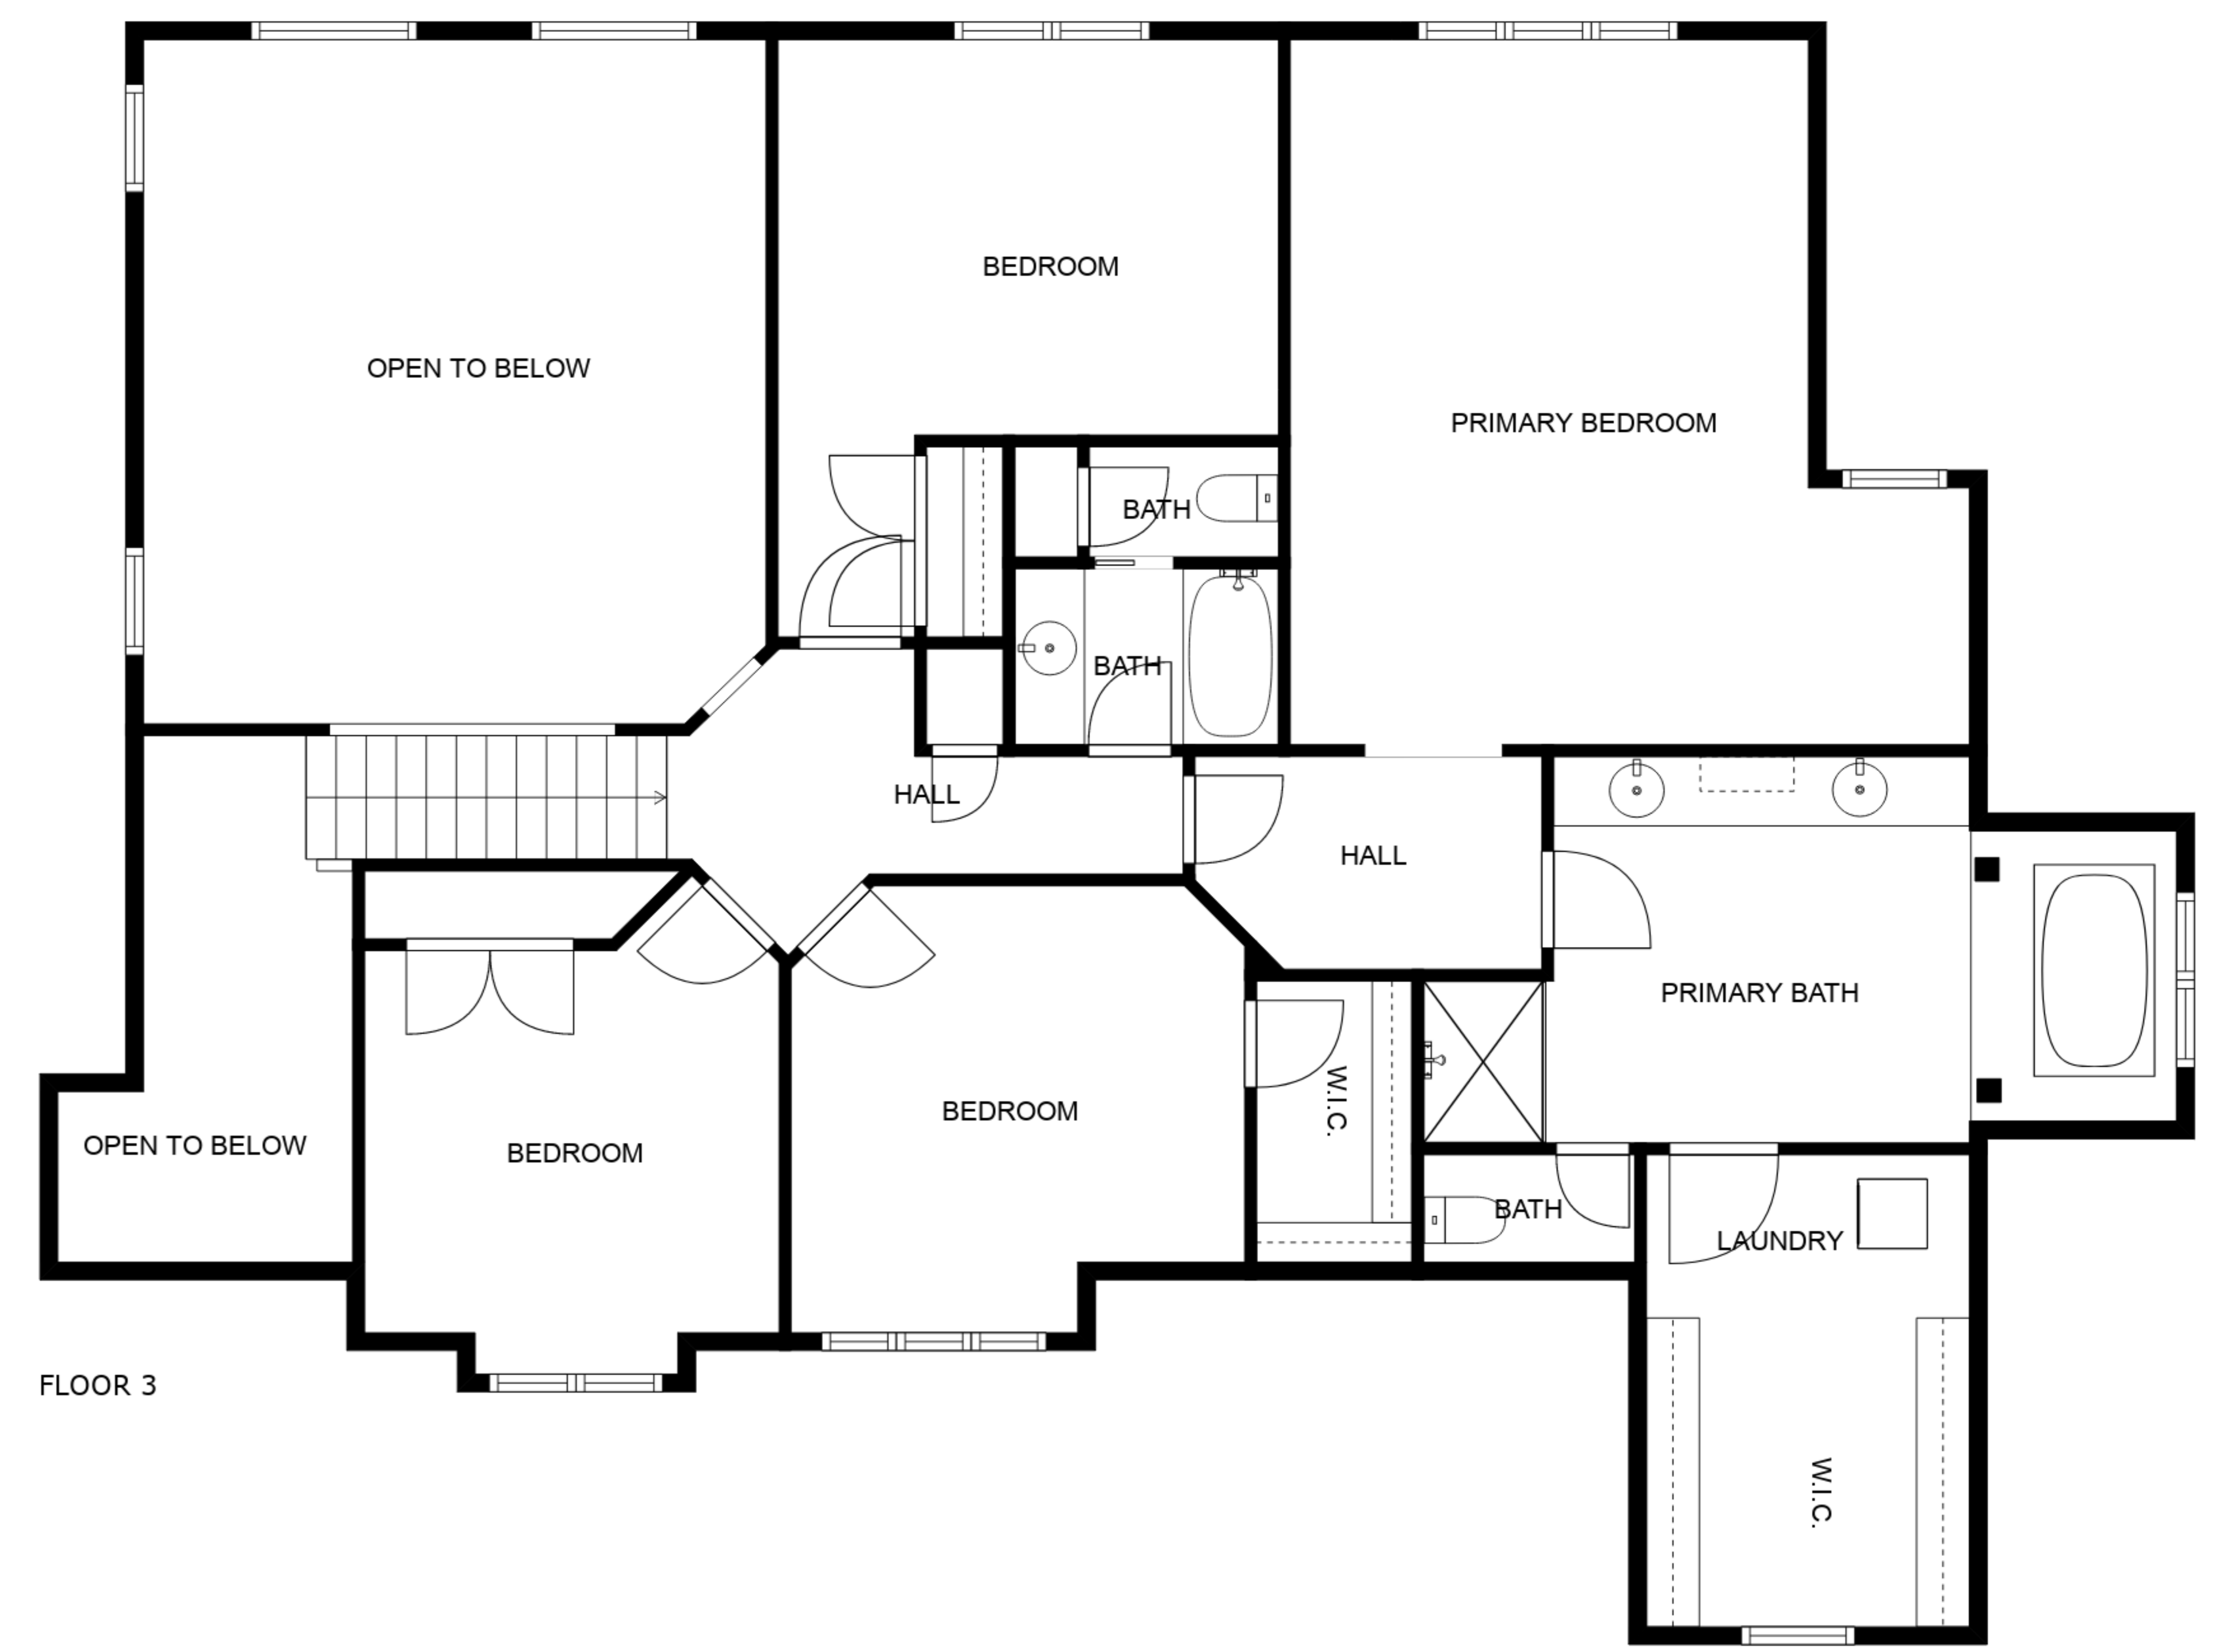 BEDROOM
OPEN TO BELOW
PRIMARY BEDROOM
BATH
BATH
HALL
HALL
PRIMARY BATH
W.I.C.
BEDROOM
OPEN TO BELOW
BEDROOM
BATH
LAUNDRY
FLOOR 3
W.I.C.